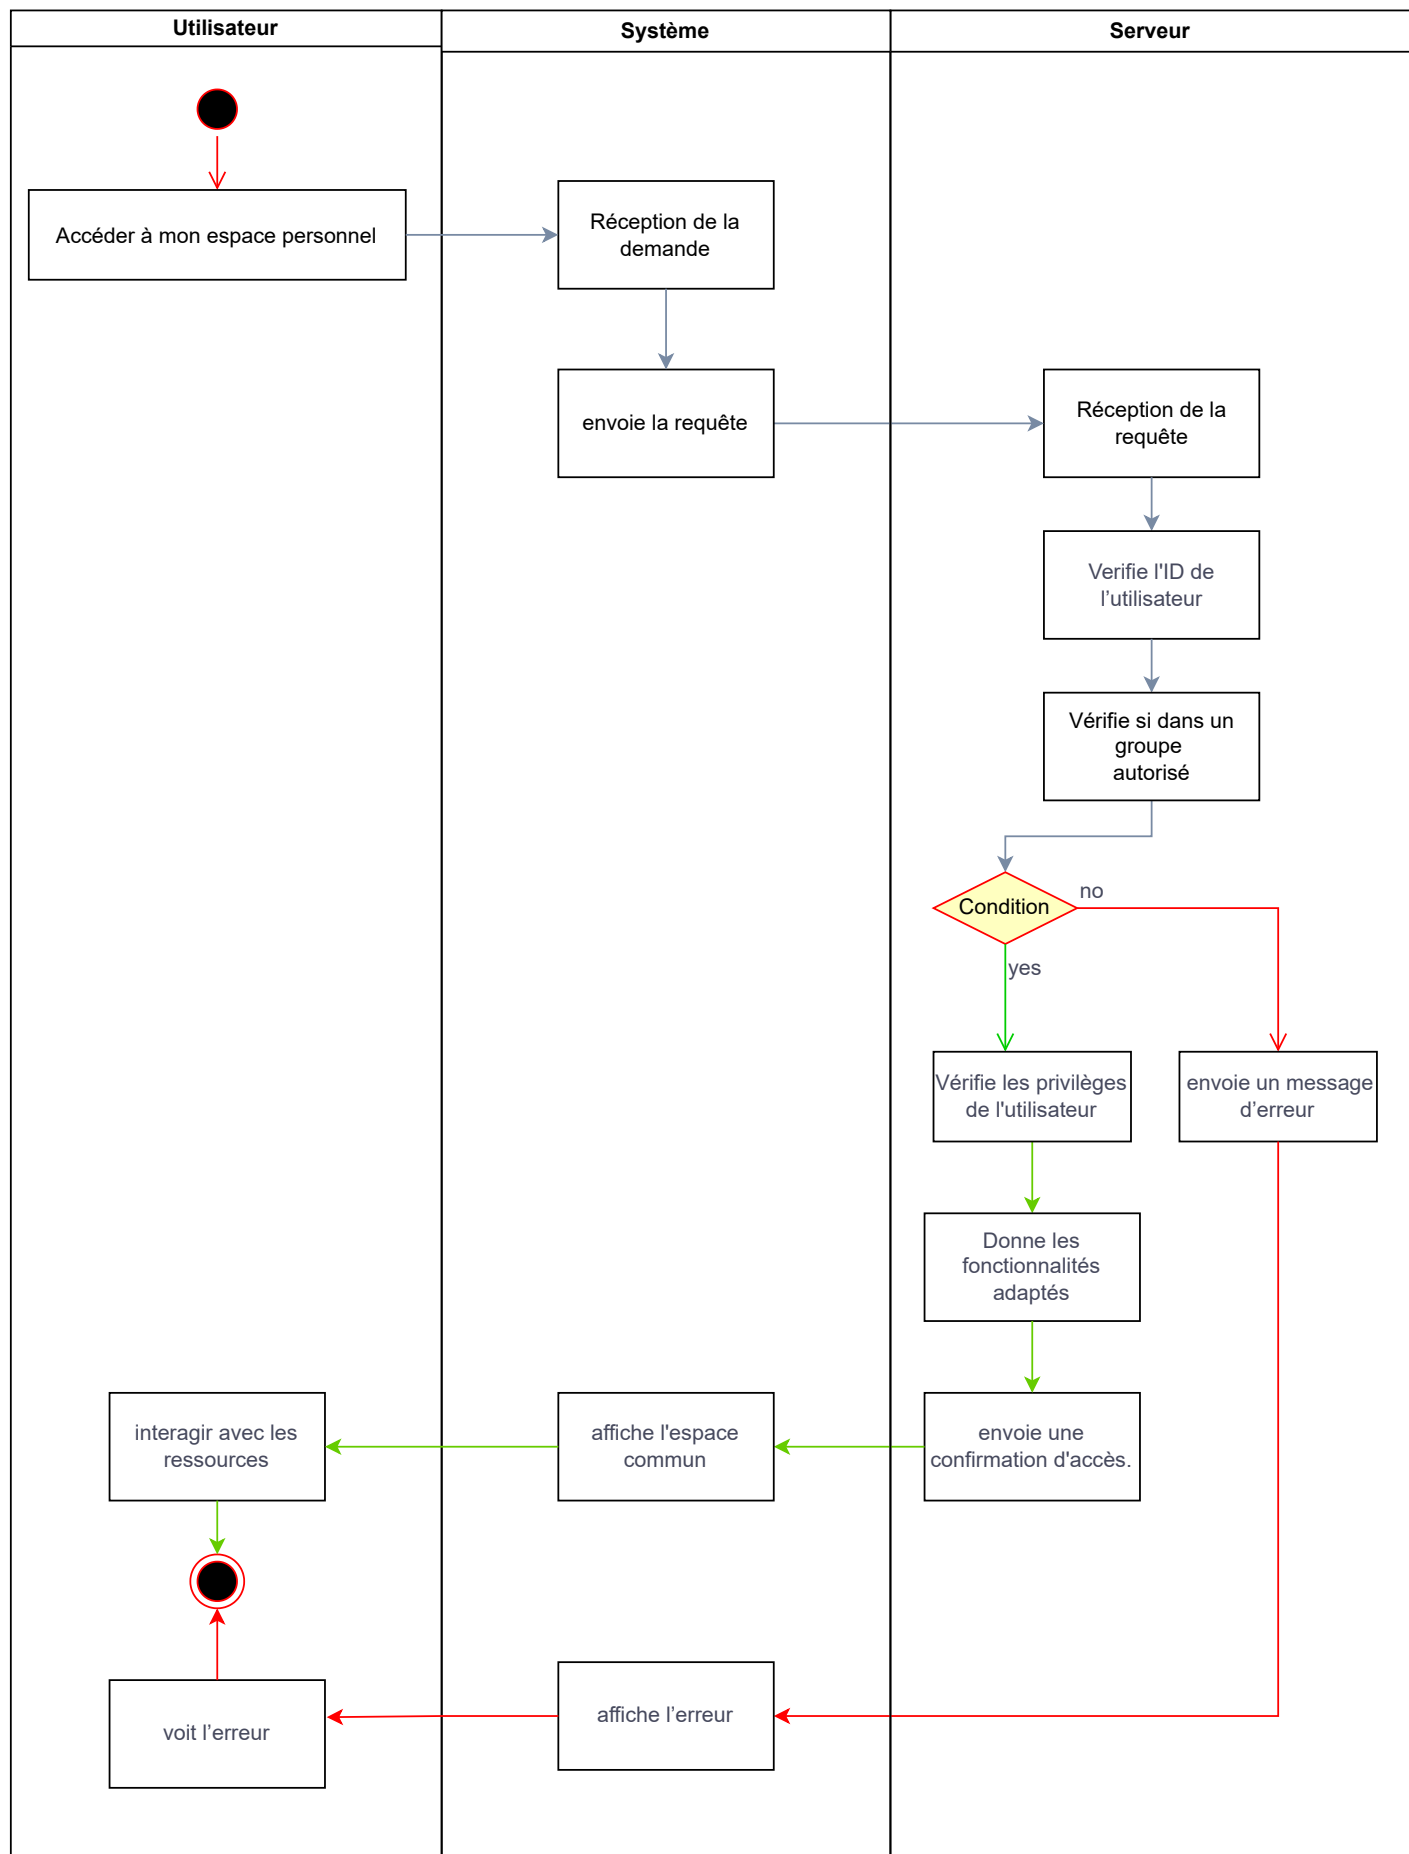 Utilisateur
Système
Serveur
Accéder à mon espace personnel
Réception de la
demande
envoie la requête
Réception de la
requête
Verifie l'ID de
l’utilisateur
Vérifie si dans un
groupe
autorisé
Condition
no
yes
Vérifie les privilèges
de l'utilisateur
envoie un message
d’erreur
Donne les
fonctionnalités
adaptés
interagir avec les
ressources
affiche l'espace
commun
envoie une
confirmation d'accès.
voit l’erreur
affiche l’erreur